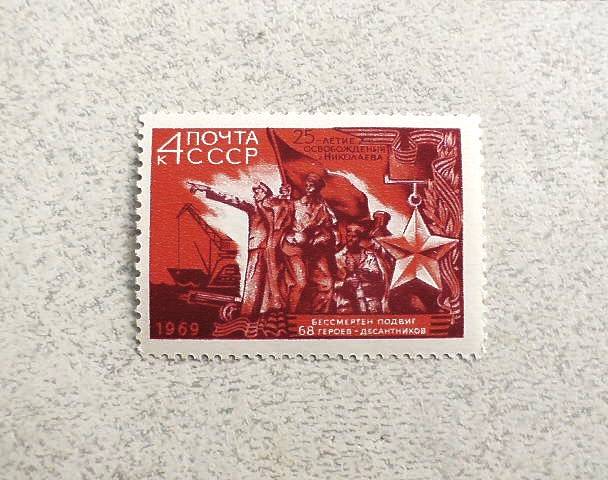 4 ПОЧТА
К СССР
25-ЛЕТИЕ
ОСВОБОЖДЕНИЯ
НИКОЛАЕВА
1969
БЕССМЕРТЕН ПОДВИГ
68 ГЕРОЕВ-ДЕСАНТНИКОВ